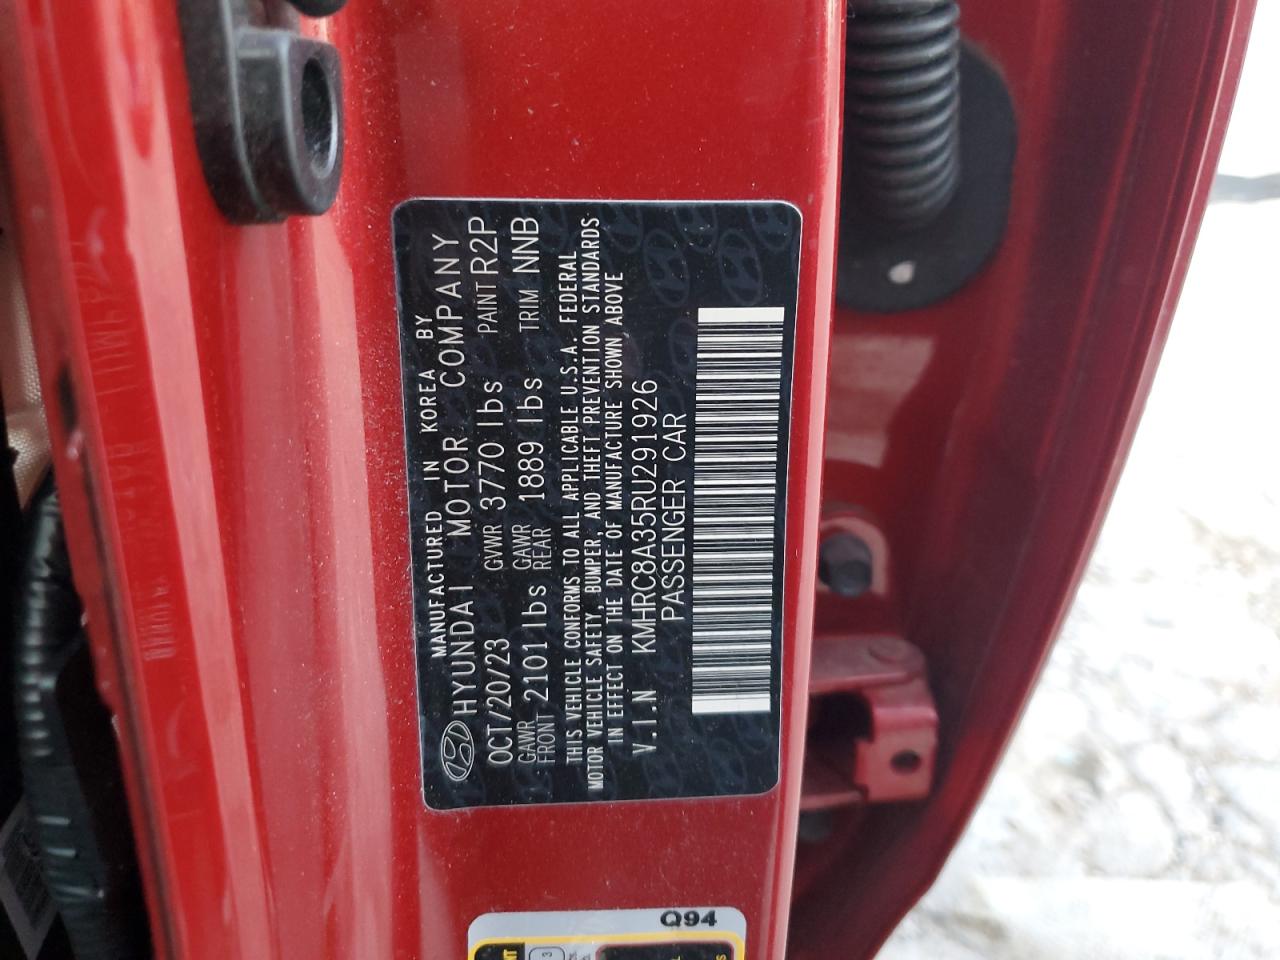 MANUFACTURED IN KOREA BY
HYUNDAI MOTOR COMPANY
OCT/20/23 GVWR 3770 lbs PAINT R2P
GAWR FRONT 2101 lbs GAWR REAR 1889 lbs TRIM NNB
THIS VEHICLE CONFORMS TO ALL APPLICABLE U.S.A. FEDERAL
MOTOR VEHICLE SAFETY, BUMPER, AND THEFT PREVENTION STANDARDS
IN EFFECT ON THE DATE OF MANUFACTURE SHOWN ABOVE
V.I.N KMHRC8A35RU291926
PASSENGER CAR
Q94